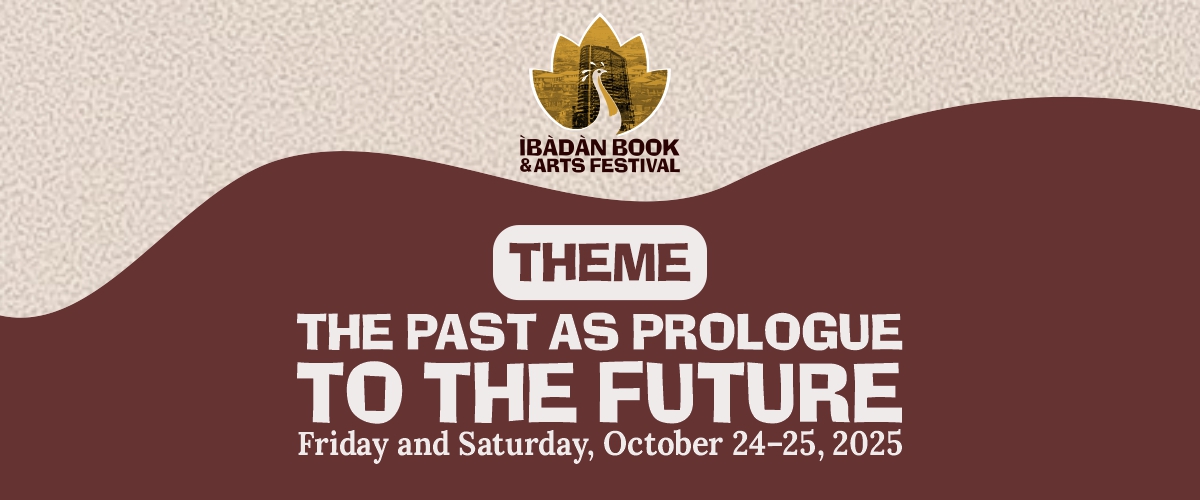 ÌBÀDÀN BOOK
& ARTS FESTIVAL
THEME
THE PAST AS PROLOGUE
TO THE FUTURE
Friday and Saturday, October 24–25, 2025